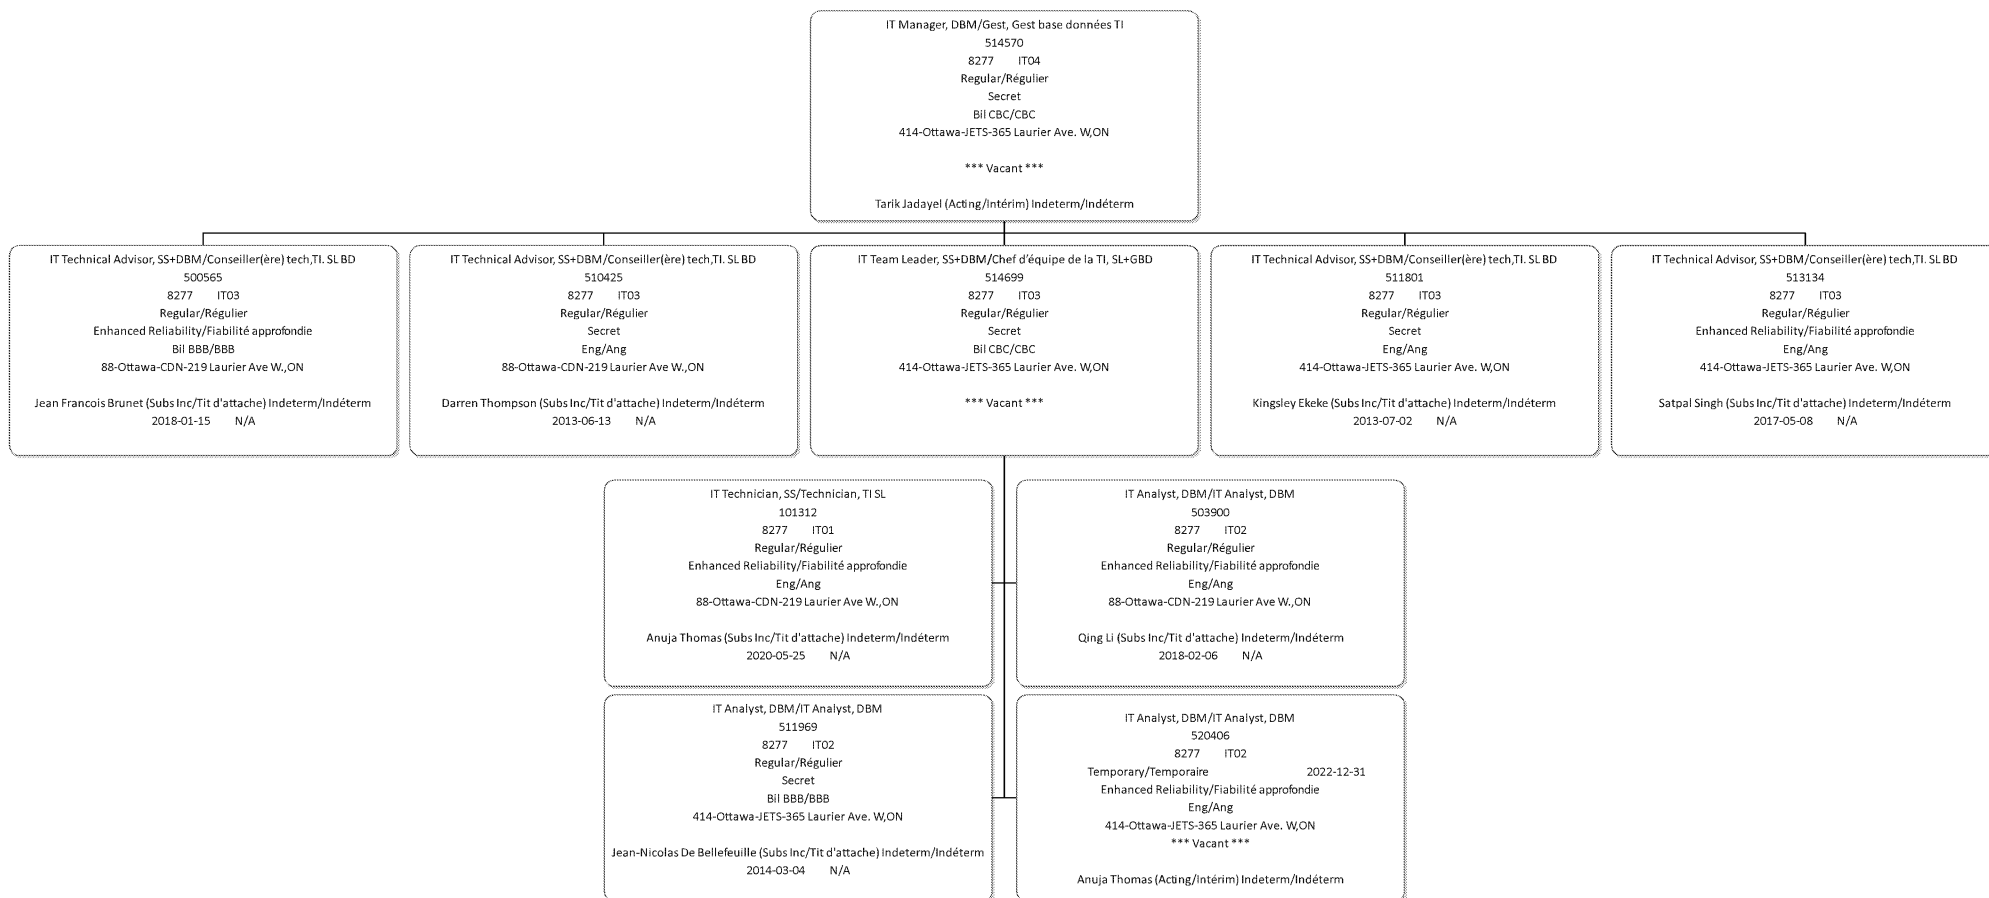 IT Manager, DBM/Gest, Gest base données TI
514570
8277 IT04
Regular/Régulier
Secret
Bil CBC/CBC
414-Ottawa-JETS-365 Laurier Ave. W,ON
*** Vacant ***
Tarik Jadayel (Acting/Intérim) Indeterm/Indéterm
IT Technical Advisor, SS+DBM/Conseiller(ère) tech,TI. SL BD
500565
8277 IT03
Regular/Régulier
Enhanced Reliability/Fiabilité approfondie
Bil BBB/BBB
88-Ottawa-CDN-219 Laurier Ave W.,ON
Jean Francois Brunet (Subs Inc/Tit d'attache) Indeterm/Indéterm
2018-01-15 N/A
IT Technical Advisor, SS+DBM/Conseiller(ère) tech,TI. SL BD
510425
8277 IT03
Regular/Régulier
Secret
Eng/Ang
88-Ottawa-CDN-219 Laurier Ave W.,ON
Darren Thompson (Subs Inc/Tit d'attache) Indeterm/Indéterm
2013-06-13 N/A
IT Team Leader, SS+DBM/Chef d'équipe de la TI, SL+GBD
514699
8277 IT03
Regular/Régulier
Secret
Bil CBC/CBC
414-Ottawa-JETS-365 Laurier Ave. W,ON
*** Vacant ***
IT Technical Advisor, SS+DBM/Conseiller(ère) tech,TI. SL BD
511801
8277 IT03
Regular/Régulier
Secret
Eng/Ang
414-Ottawa-JETS-365 Laurier Ave. W,ON
Kingsley Ekeke (Subs Inc/Tit d'attache) Indeterm/Indéterm
2013-07-02 N/A
IT Technical Advisor, SS+DBM/Conseiller(ère) tech,TI. SL BD
513134
8277 IT03
Regular/Régulier
Enhanced Reliability/Fiabilité approfondie
Eng/Ang
414-Ottawa-JETS-365 Laurier Ave. W,ON
Satpal Singh (Subs Inc/Tit d'attache) Indeterm/Indéterm
2017-05-08 N/A
IT Technician, SS/Technician, TI SL
101312
8277 IT01
Regular/Régulier
Enhanced Reliability/Fiabilité approfondie
Eng/Ang
88-Ottawa-CDN-219 Laurier Ave W.,ON
Anuja Thomas (Subs Inc/Tit d'attache) Indeterm/Indéterm
2020-05-25 N/A
IT Analyst, DBM/IT Analyst, DBM
503900
8277 IT02
Regular/Régulier
Enhanced Reliability/Fiabilité approfondie
Eng/Ang
88-Ottawa-CDN-219 Laurier Ave W.,ON
Qing Li (Subs Inc/Tit d'attache) Indeterm/Indéterm
2018-02-06 N/A
IT Analyst, DBM/IT Analyst, DBM
511969
8277 IT02
Regular/Régulier
Secret
Bil BBB/BBB
414-Ottawa-JETS-365 Laurier Ave. W,ON
Jean-Nicolas De Bellefeuille (Subs Inc/Tit d'attache) Indeterm/Indéterm
2014-03-04 N/A
IT Analyst, DBM/IT Analyst, DBM
520406
8277 IT02
Temporary/Temporaire 2022-12-31
Enhanced Reliability/Fiabilité approfondie
Eng/Ang
414-Ottawa-JETS-365 Laurier Ave. W,ON
*** Vacant ***
Anuja Thomas (Acting/Intérim) Indeterm/Indéterm